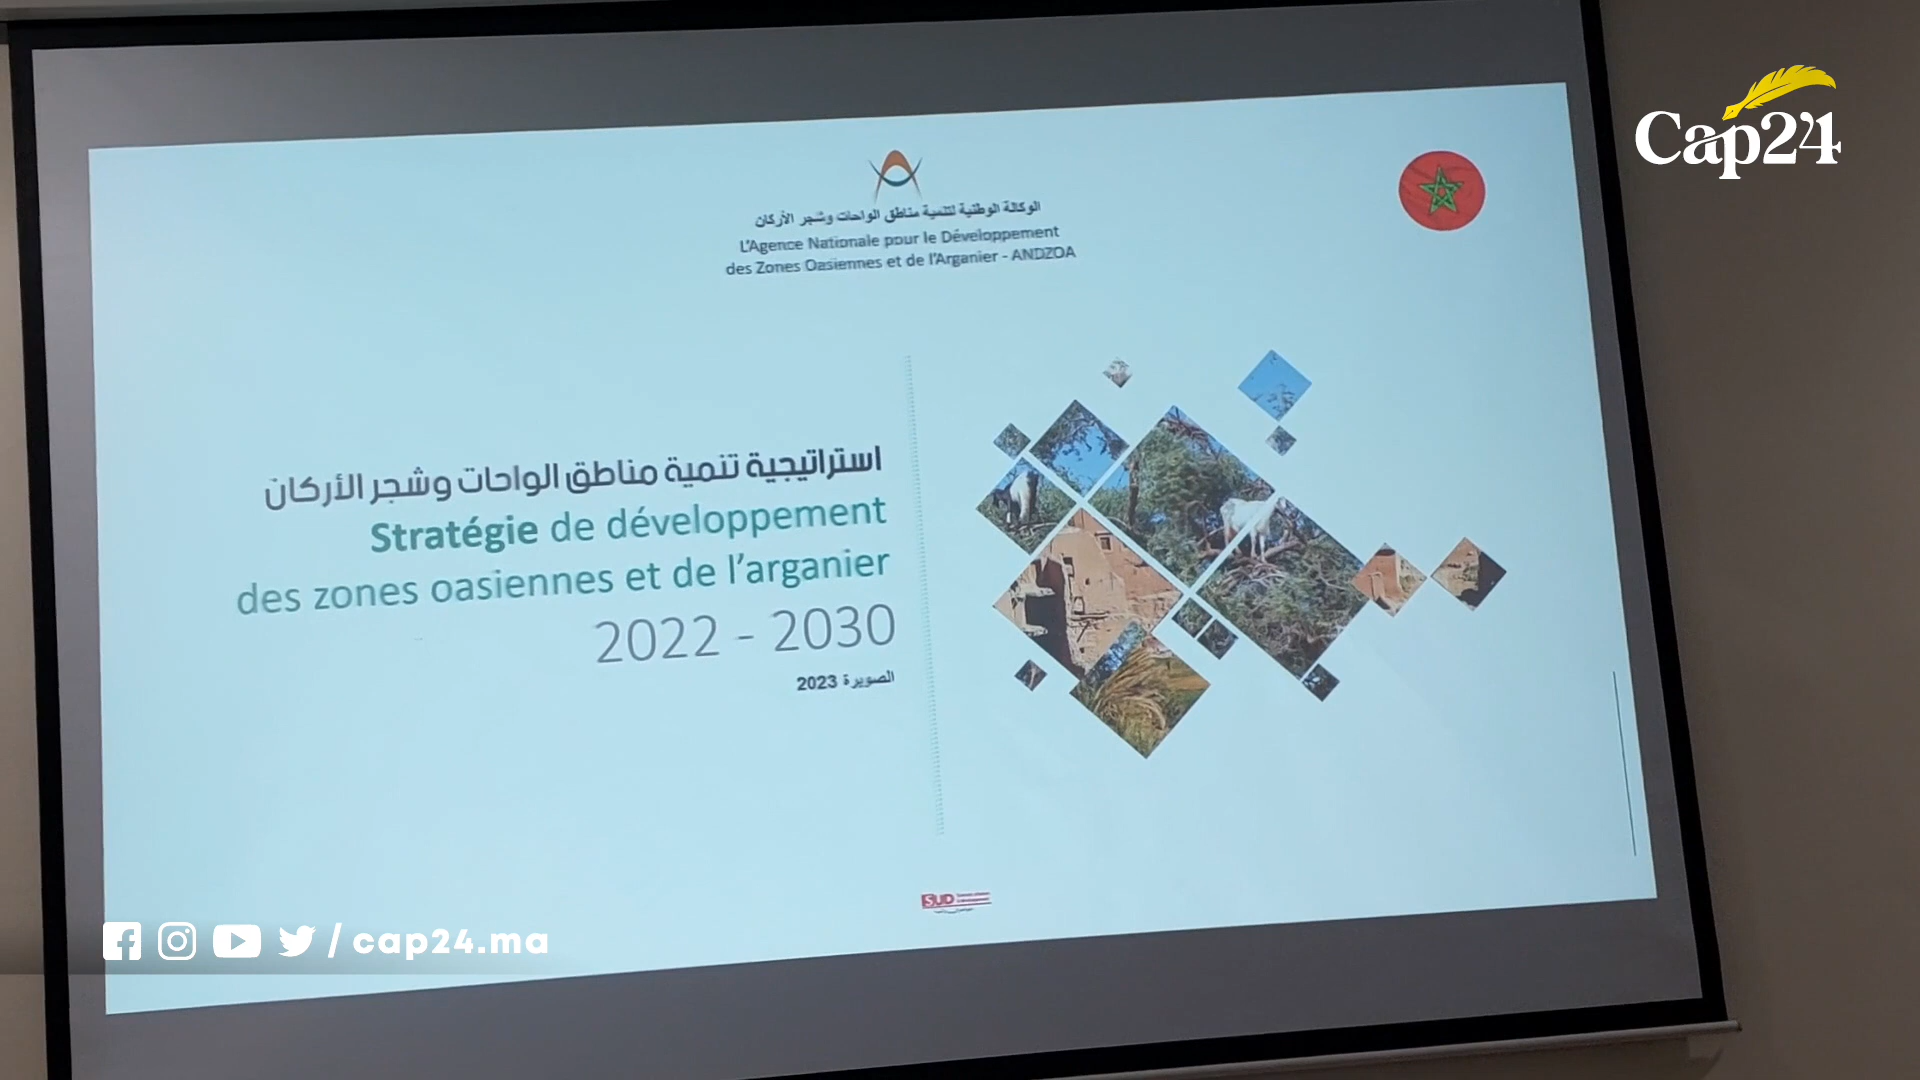 Cap24
الوكالة الوطنية لتنمية مناطق الواحات وشجر الأركان
L'Agence Nationale pour le Développement
des Zones Oasiennes et de l'Arganier - ANDZOA
استراتيجية تنمية مناطق الواحات وشجر الأركان
Stratégie de développement
des zones oasiennes et de l'arganier
2022 - 2030
الصويرة 2023
SUD
/ cap24.ma